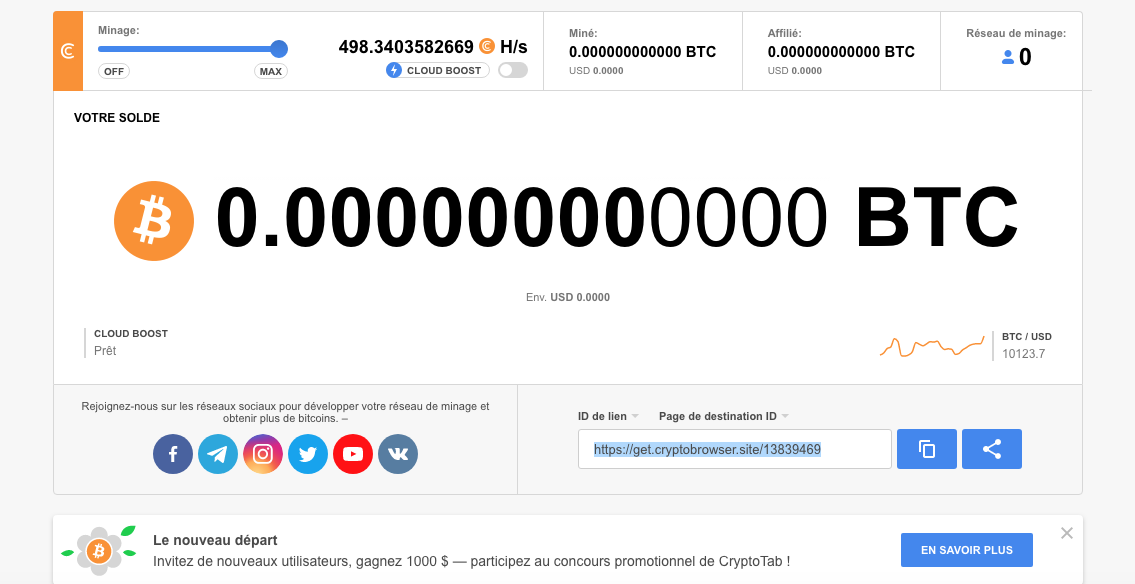 Minage:
OFF
MAX
498.3403582669 H/s
CLOUD BOOST
Miné:
0.000000000000 BTC
USD 0.0000
Affilié:
0.000000000000 BTC
USD 0.0000
Réseau de minage:
0
VOTRE SOLDE
0.000000000000 BTC
Env. USD 0.0000
CLOUD BOOST
Prêt
BTC / USD
10123.7
Rejoignez-nous sur les réseaux sociaux pour développer votre réseau de minage et
obtenir plus de bitcoins. –
ID de lien
Page de destination ID
https://get.cryptobrowser.site/13839469
Le nouveau départ
Invitez de nouveaux utilisateurs, gagnez 1000 $ — participez au concours promotionnel de CryptoTab !
EN SAVOIR PLUS